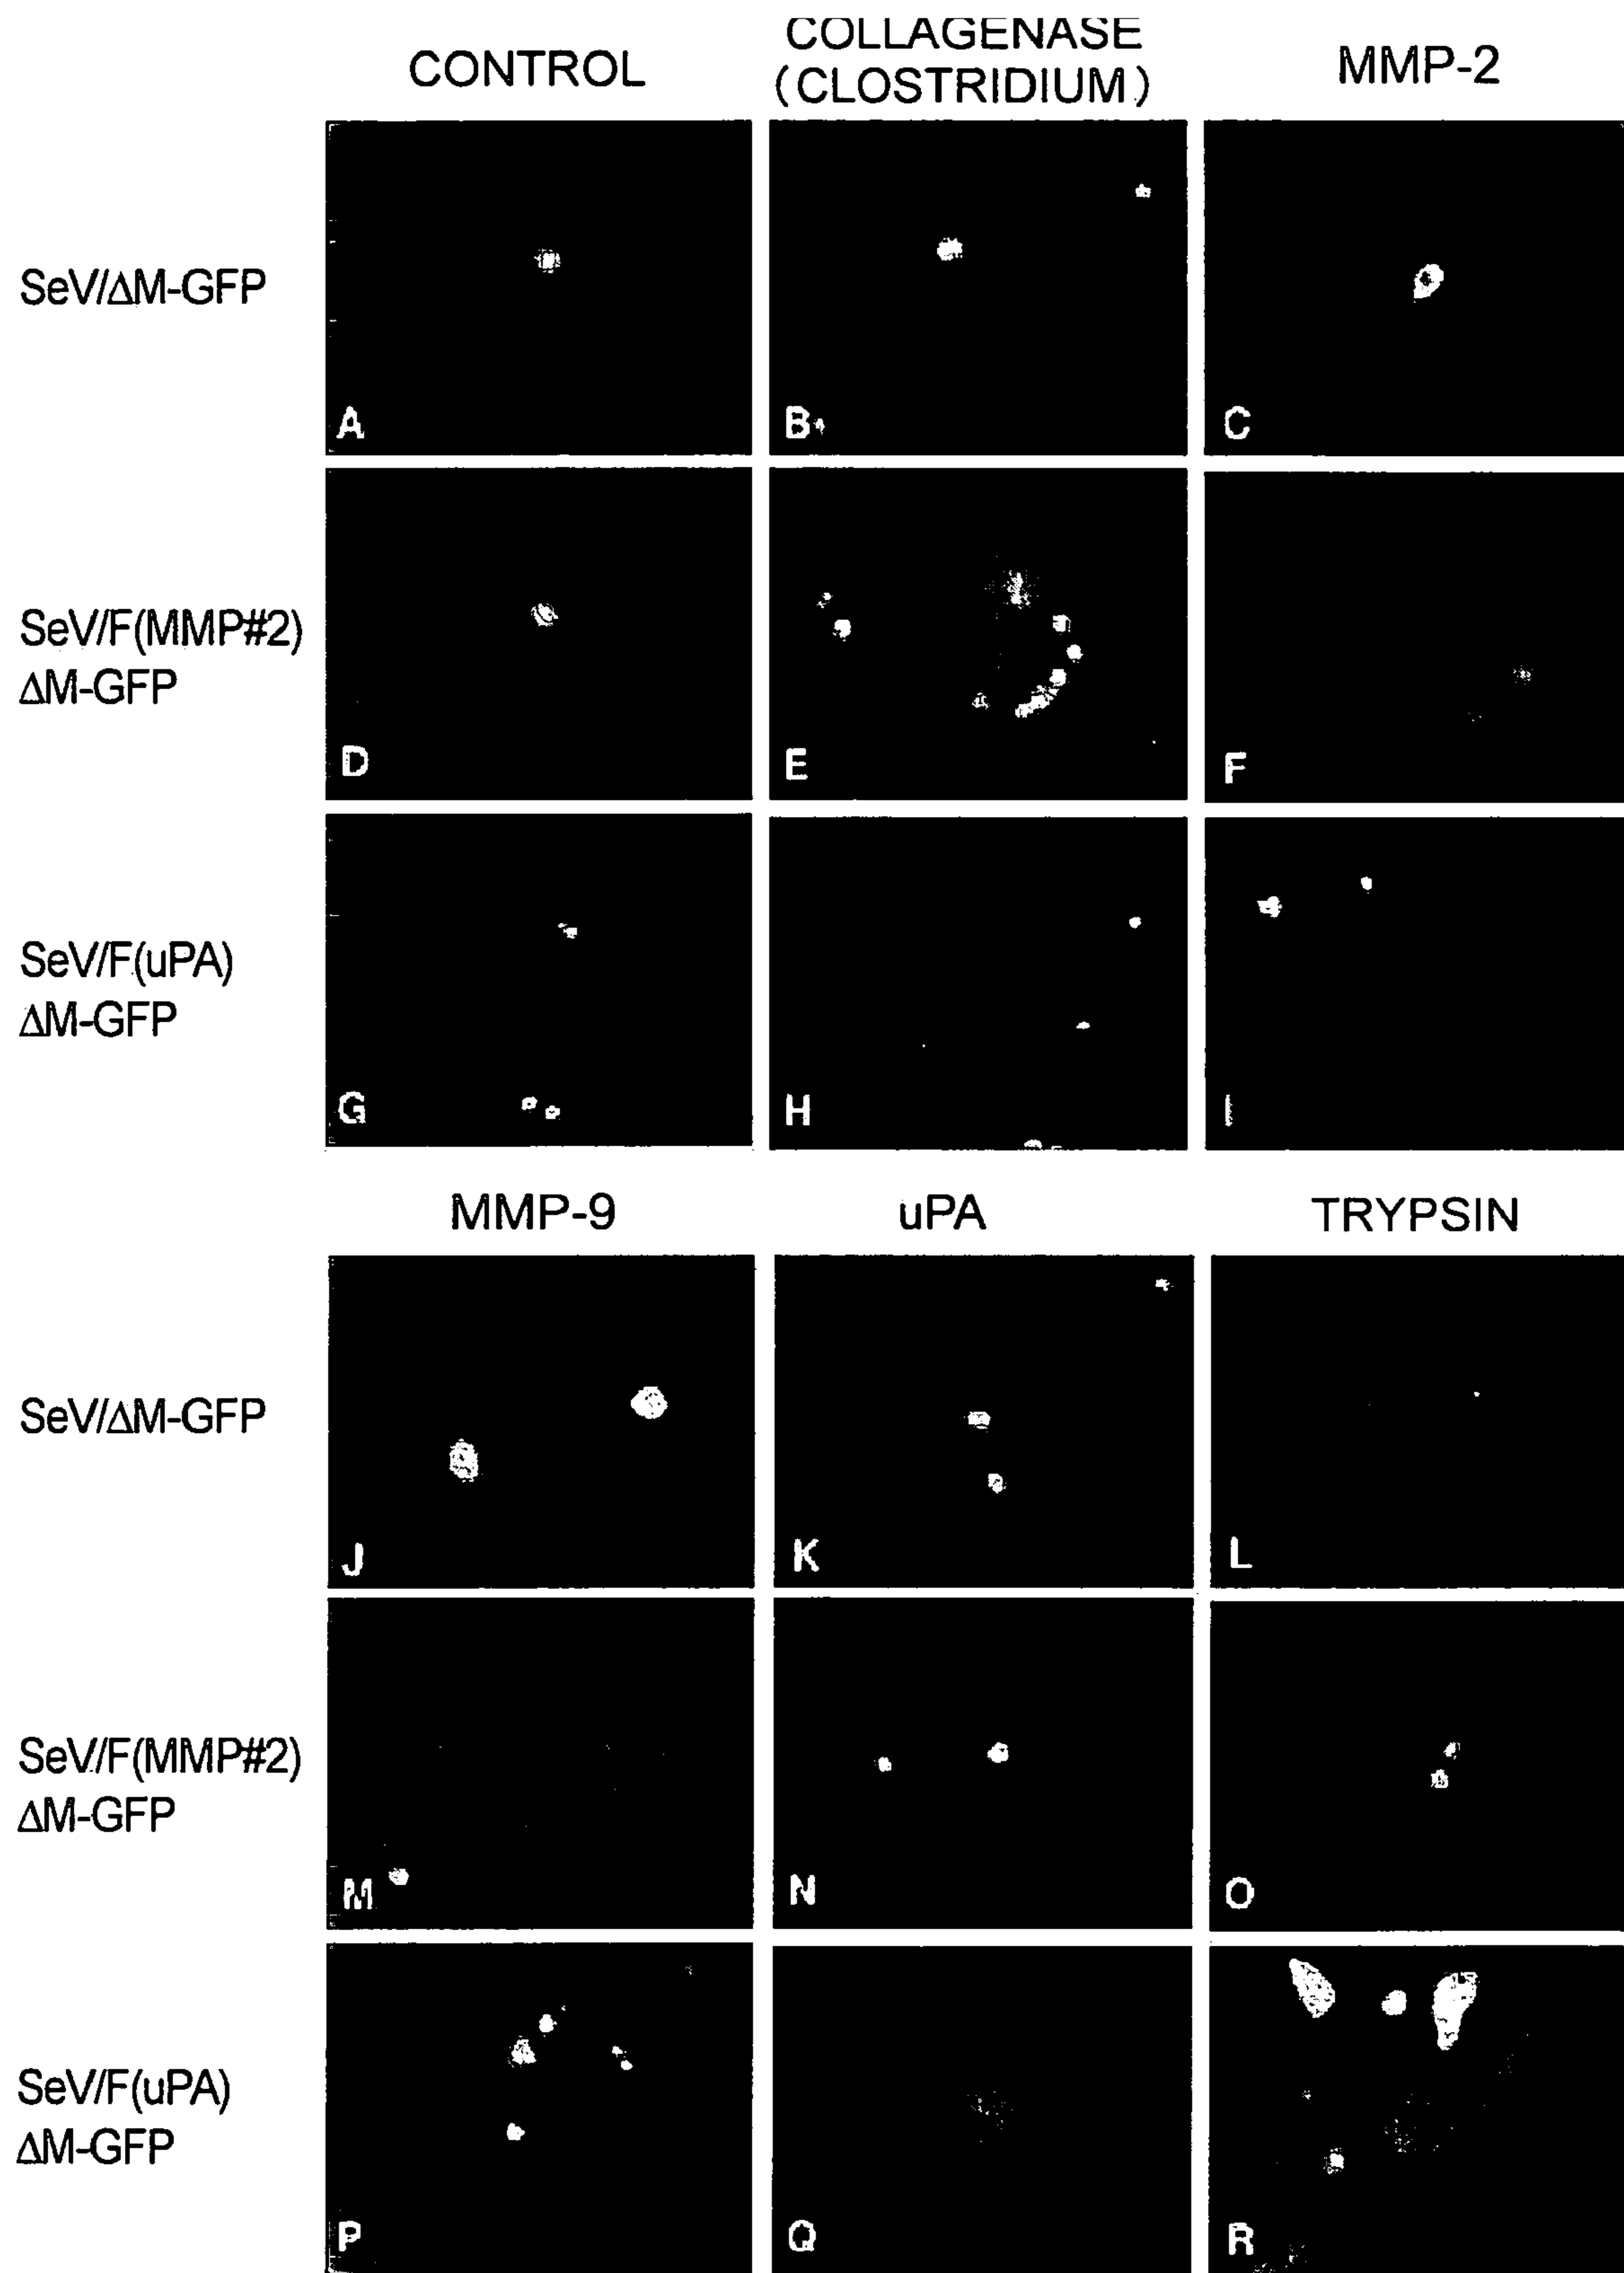 CONTROL
COLLAGENASE
(CLOSTRIDIUM)
MMP-2
SeV/ΔM-GFP
A
B
C
SeV/F(MMP#2)
ΔM-GFP
D
E
F
SeV/F(uPA)
ΔM-GFP
G
H
I
MMP-9
uPA
TRYPSIN
SeV/ΔM-GFP
J
K
L
SeV/F(MMP#2)
ΔM-GFP
M
N
O
SeV/F(uPA)
ΔM-GFP
P
Q
R